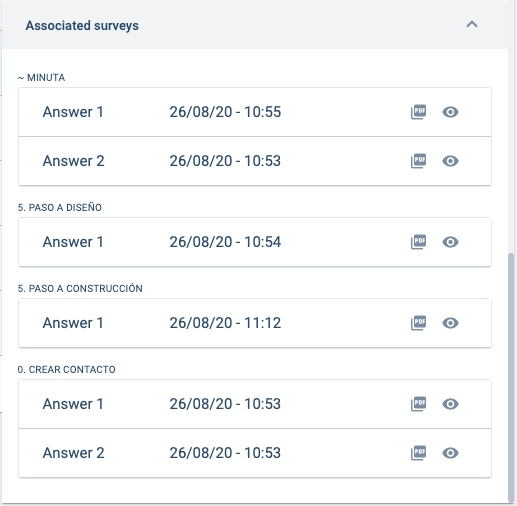 Associated surveys
~ MINUTA
Answer 1 26/08/20 - 10:55 PDF
Answer 2 26/08/20 - 10:53 PDF
5. PASO A DISEÑO
Answer 1 26/08/20 - 10:54 PDF
5. PASO A CONSTRUCCIÓN
Answer 1 26/08/20 - 11:12 PDF
0. CREAR CONTACTO
Answer 1 26/08/20 - 10:53 PDF
Answer 2 26/08/20 - 10:53 PDF